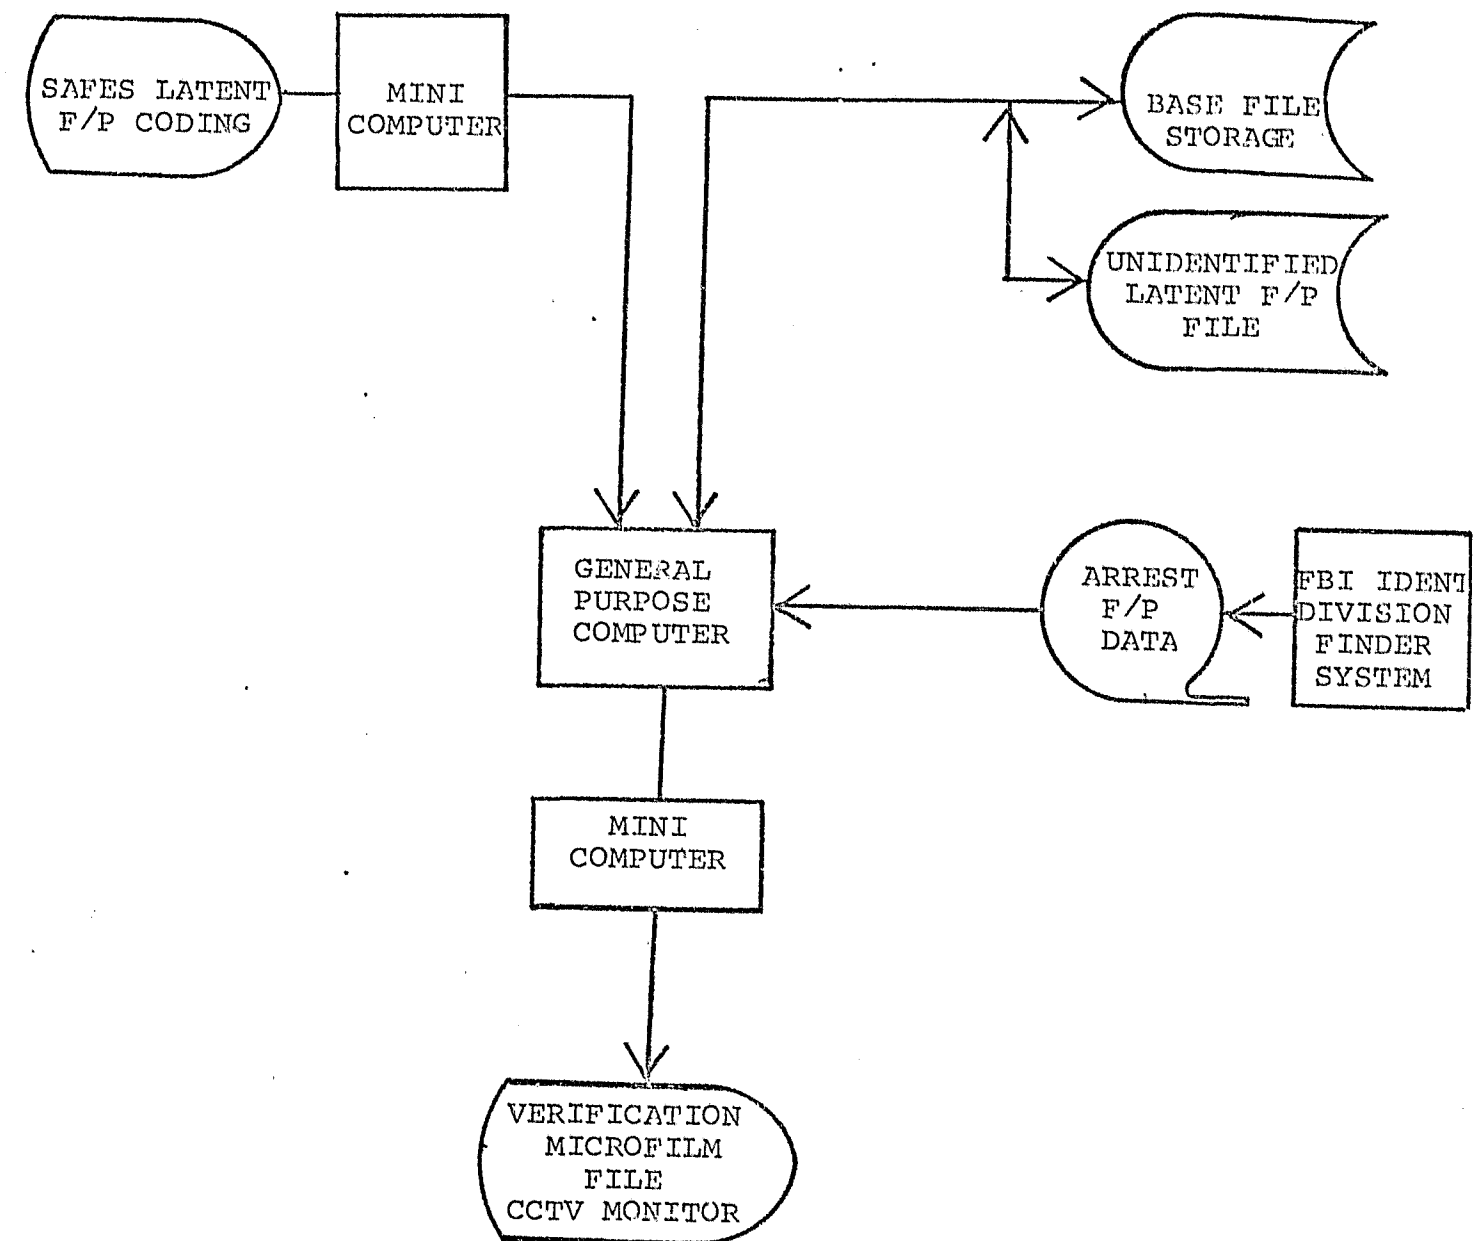 SAFES LATENT
F/P CODING
MINI
COMPUTER
BASE FILE
STORAGE
UNIDENTIFIED
LATENT F/P
FILE
GENERAL
PURPOSE
COMPUTER
ARREST
F/P
DATA
FBI IDENT
DIVISION
FINDER
SYSTEM
MINI
COMPUTER
VERIFICATION
MICROFILM
FILE
CCTV MONITOR